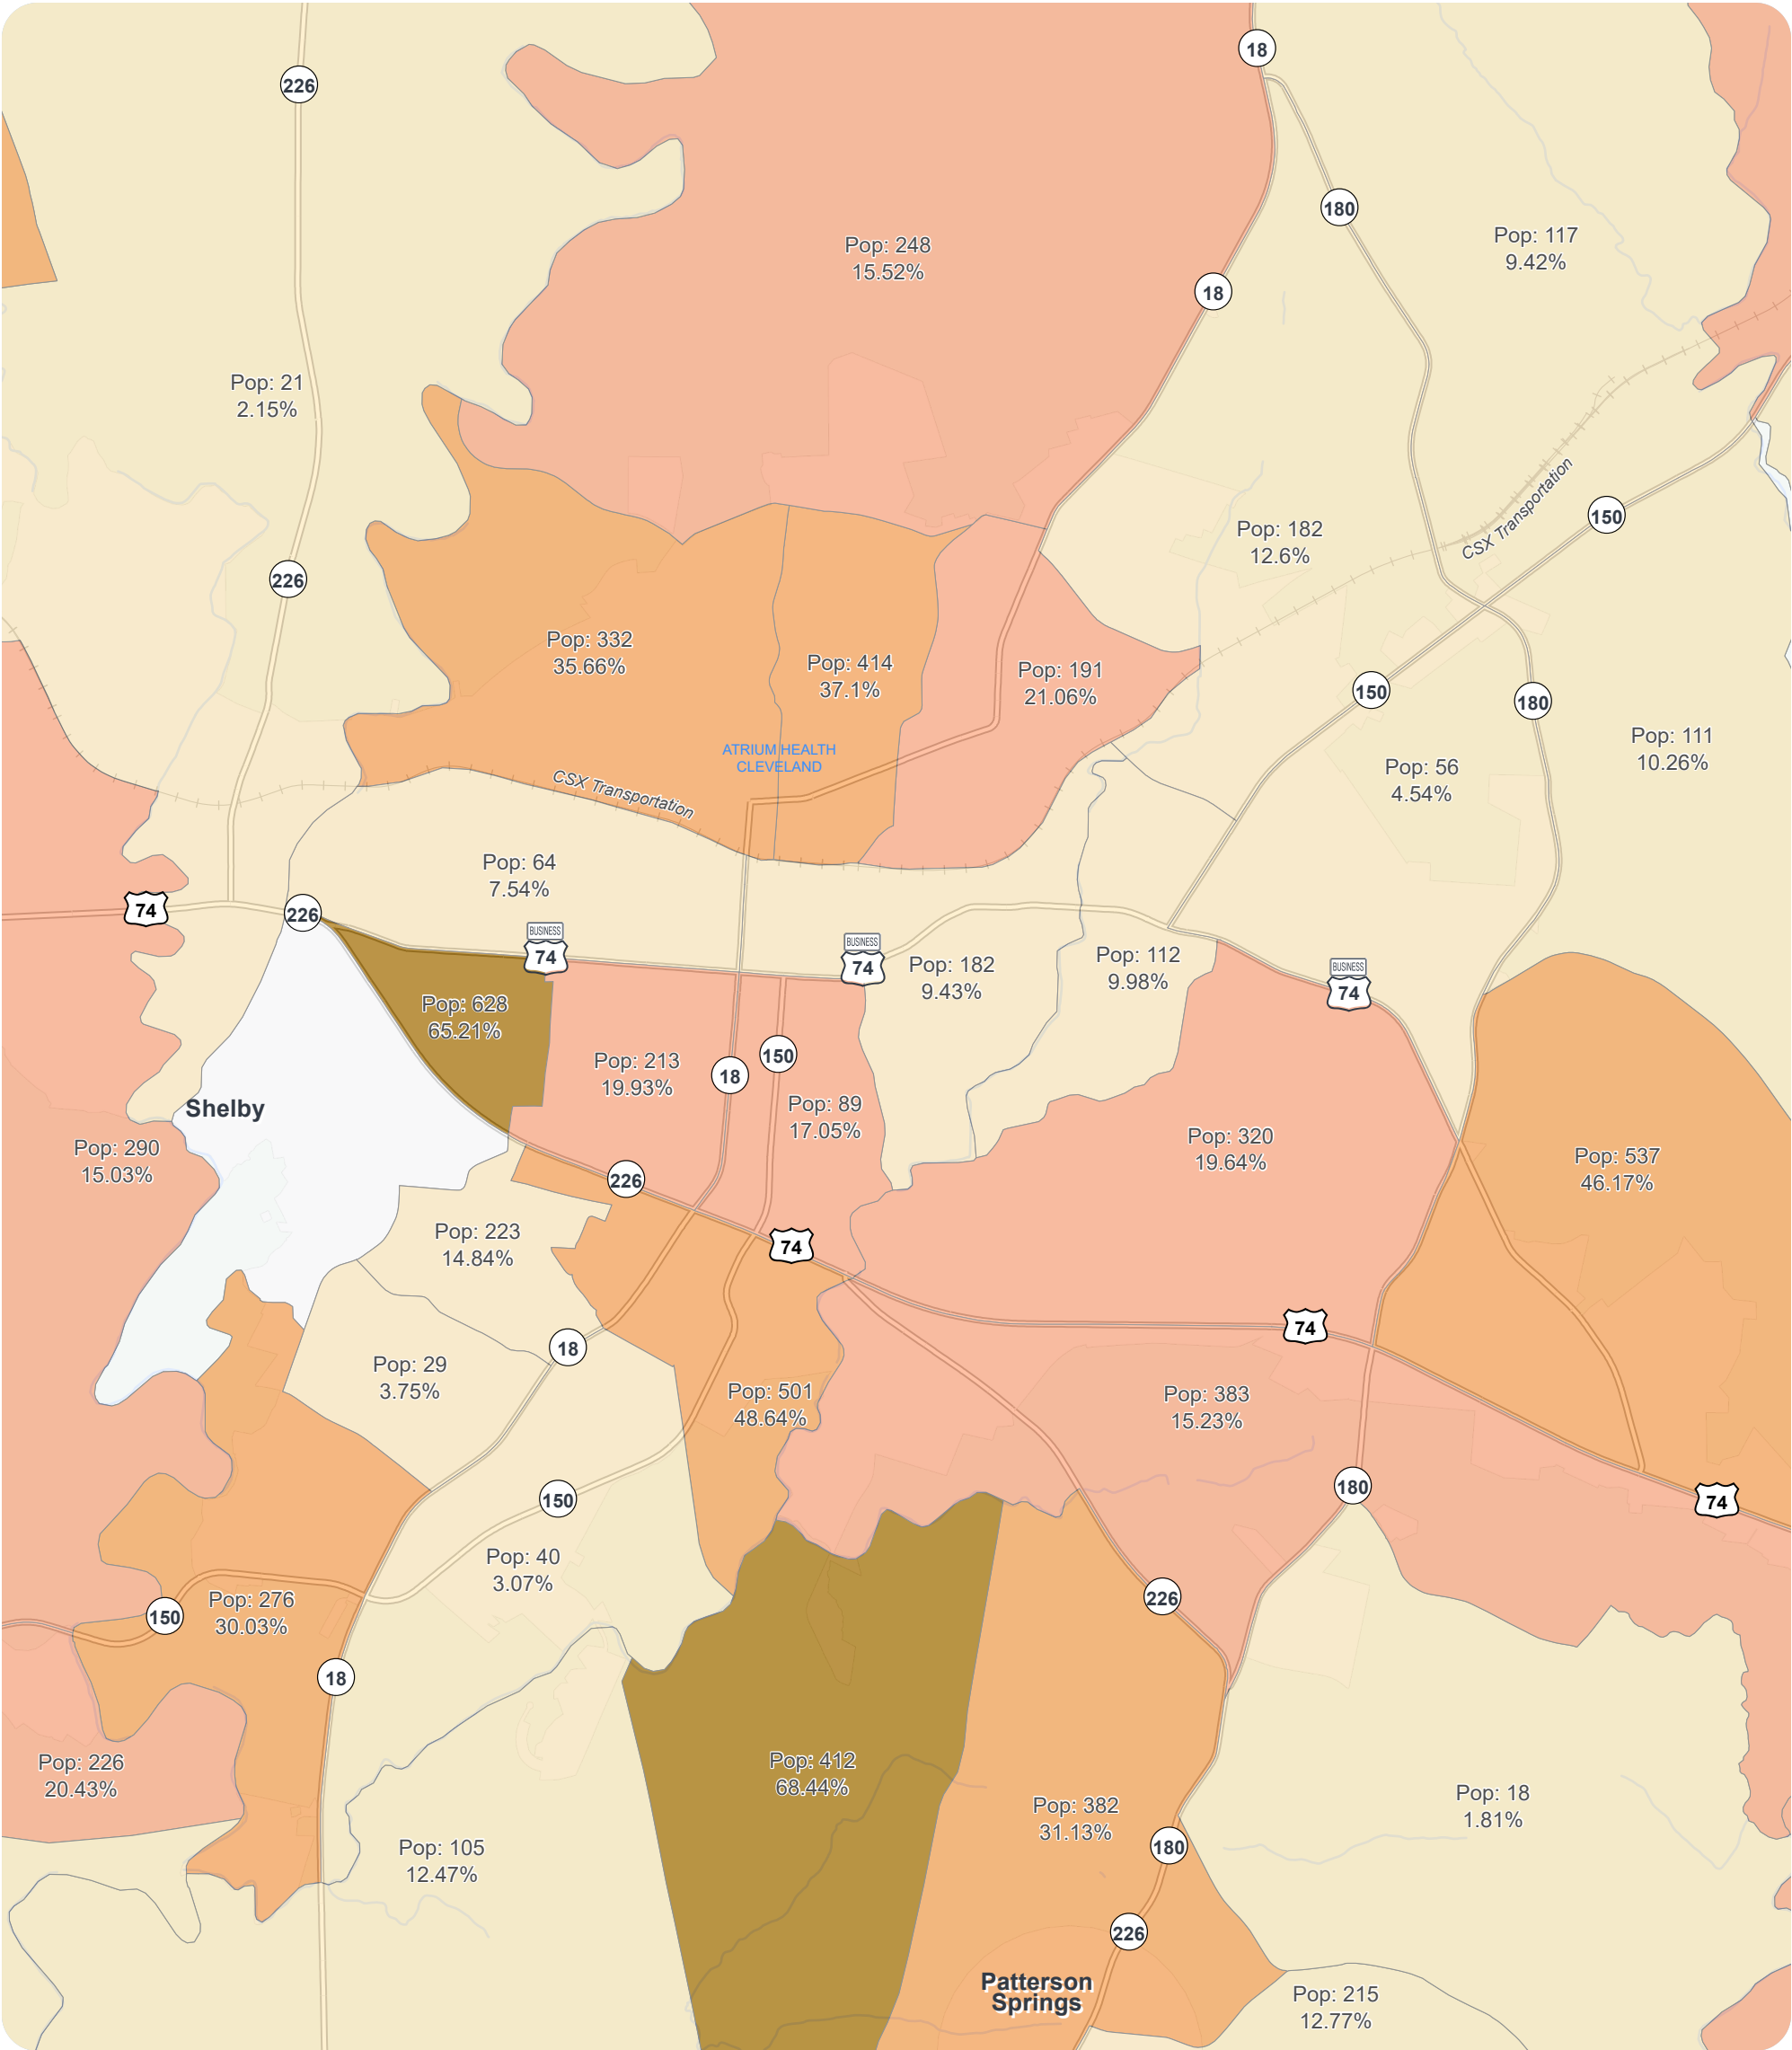 18
226
180
Pop: 117
9.42%
Pop: 248
15.52%
18
Pop: 21
2.15%
CSX Transportation
150
Pop: 182
12.6%
226
Pop: 332
35.66%
Pop: 414
37.1%
Pop: 191
21.06%
150
180
Pop: 111
10.26%
ATRIUM HEALTH
CLEVELAND
Pop: 56
4.54%
CSX Transportation
Pop: 64
7.54%
74
226
BUSINESS
74
BUSINESS
74
Pop: 182
9.43%
Pop: 112
9.98%
BUSINESS
74
Pop: 628
65.21%
Pop: 213
19.93%
18
150
Pop: 89
17.05%
Shelby
Pop: 290
15.03%
Pop: 320
19.64%
Pop: 537
46.17%
226
Pop: 223
14.84%
74
74
18
Pop: 29
3.75%
Pop: 501
48.64%
Pop: 383
15.23%
150
180
74
Pop: 40
3.07%
Pop: 276
30.03%
150
226
18
Pop: 226
20.43%
Pop: 412
68.44%
Pop: 382
31.13%
Pop: 18
1.81%
Pop: 105
12.47%
180
226
Patterson
Springs
Pop: 215
12.77%